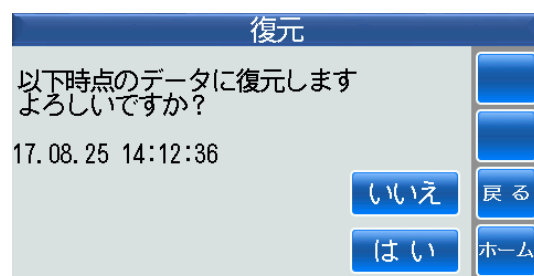 復元
以下時点のデータに復元します
よろしいですか？
17.08.25 14:12:36
いいえ
戻る
はい
ホーム